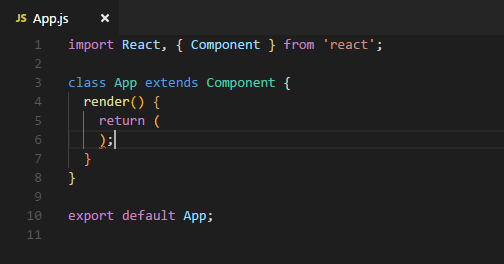 JS App.js ×
1 import React, { Component } from 'react';
2
3 class App extends Component {
4 render() {
5 return (
6 );
7 }
8 }
9
10 export default App;
11